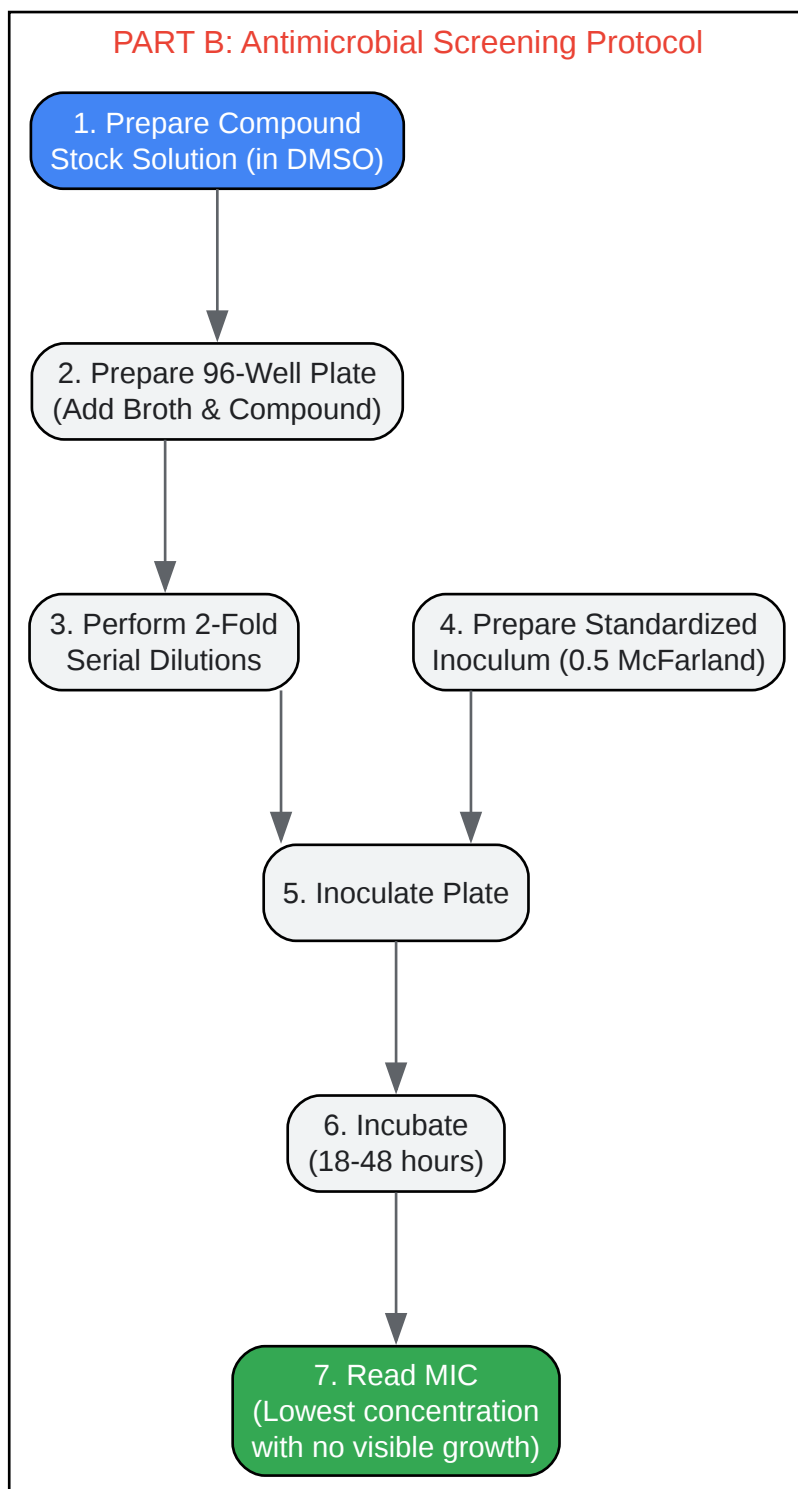 PART B: Antimicrobial Screening Protocol
1. Prepare Compound
Stock Solution (in DMSO)
2. Prepare 96-Well Plate
(Add Broth & Compound)
3. Perform 2-Fold
Serial Dilutions
4. Prepare Standardized
Inoculum (0.5 McFarland)
5. Inoculate Plate
6. Incubate
(18-48 hours)
7. Read MIC
(Lowest concentration
with no visible growth)